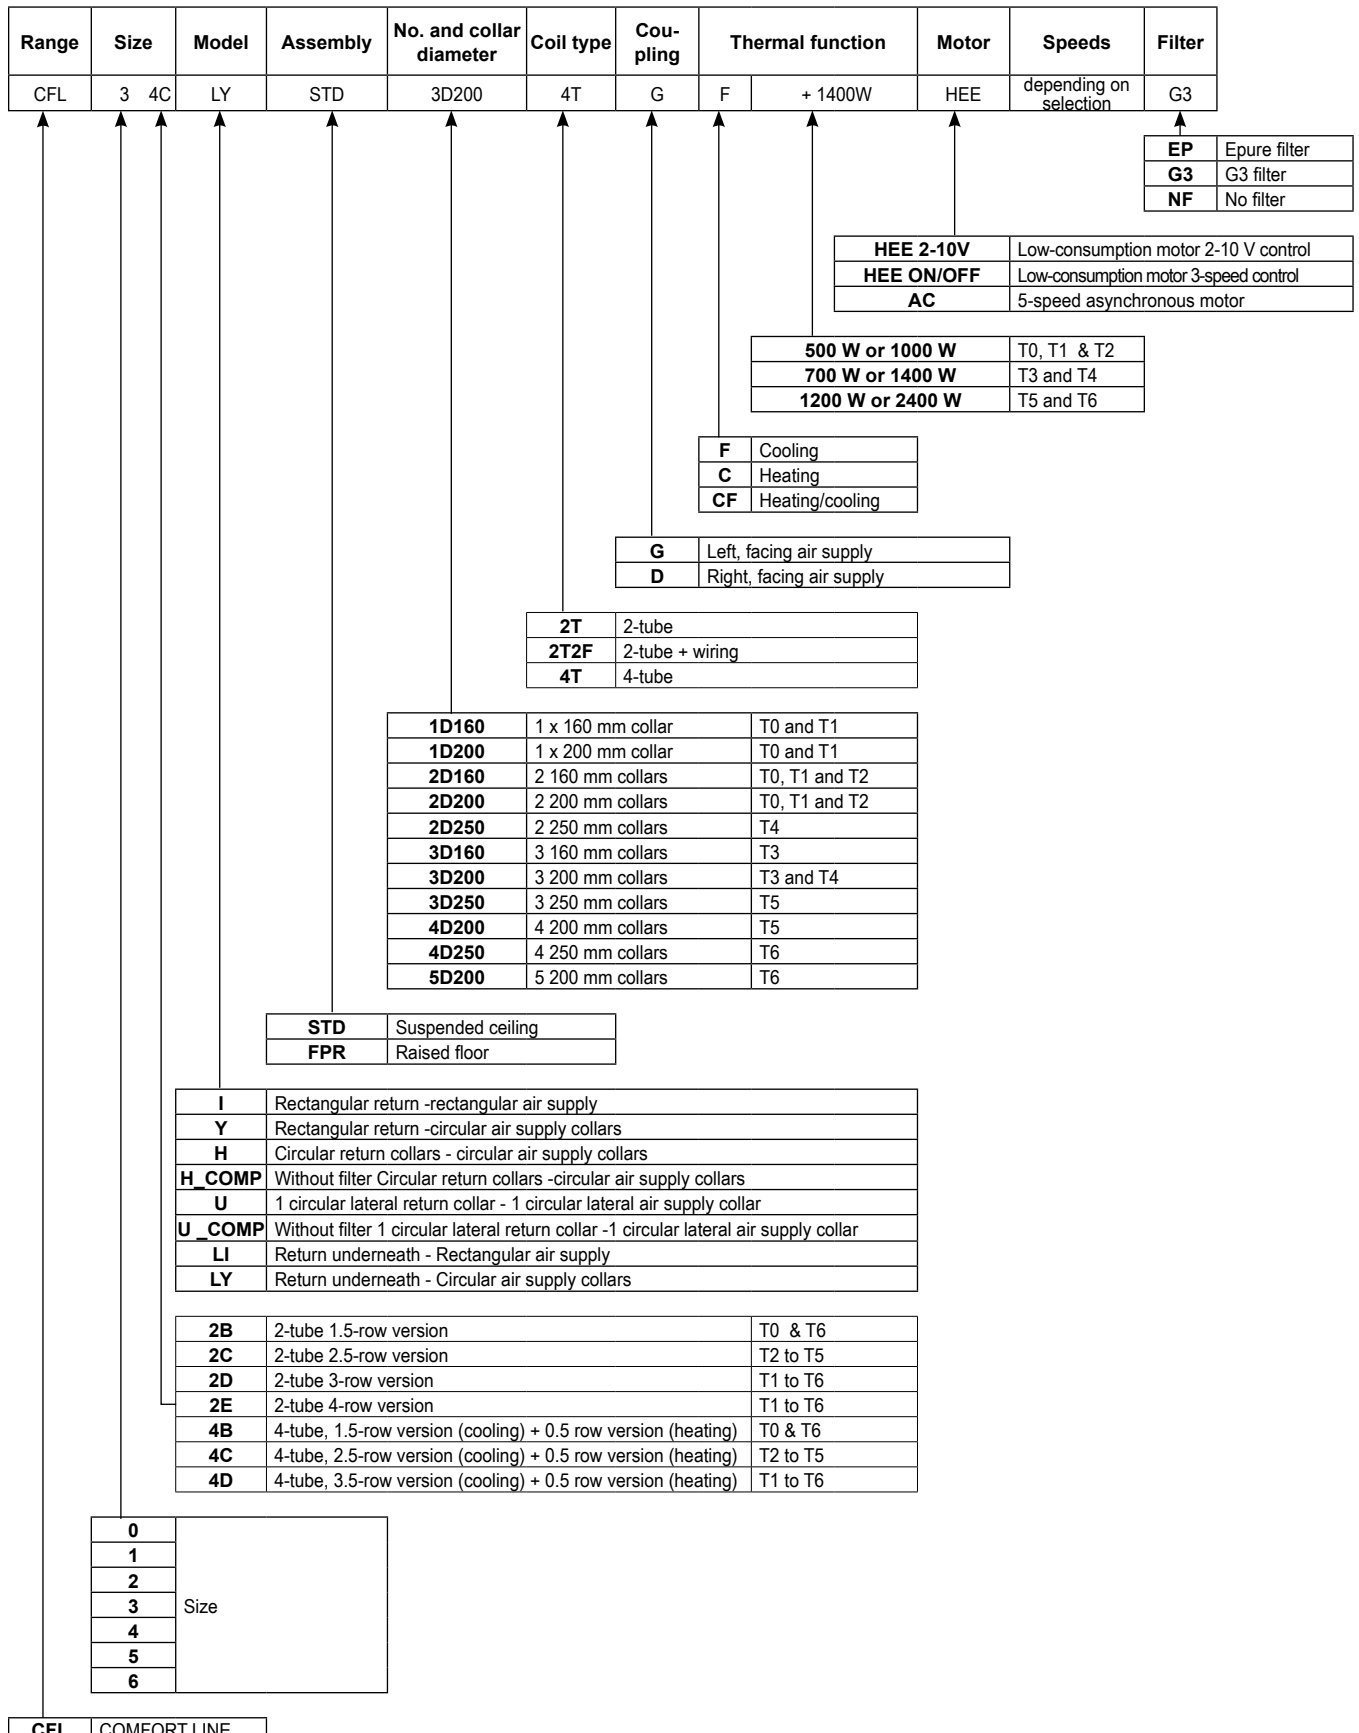 Range Size Model Assembly No. and collar diameter Coil type Cou-pling Thermal function Motor Speeds Filter
CFL 3 4C LY STD 3D200 4T G F + 1400W HEE depending on selection G3
EP Epure filter
G3 G3 filter
NF No filter
HEE 2-10V Low-consumption motor 2-10 V control
HEE ON/OFF Low-consumption motor 3-speed control
AC 5-speed asynchronous motor
500 W or 1000 W T0, T1 & T2
700 W or 1400 W T3 and T4
1200 W or 2400 W T5 and T6
F Cooling
C Heating
CF Heating/cooling
G Left, facing air supply
D Right, facing air supply
2T 2-tube
2T2F 2-tube + wiring
4T 4-tube
1D160 1 x 160 mm collar T0 and T1
1D200 1 x 200 mm collar T0 and T1
2D160 2 160 mm collars T0, T1 and T2
2D200 2 200 mm collars T0, T1 and T2
2D250 2 250 mm collars T4
3D160 3 160 mm collars T3
3D200 3 200 mm collars T3 and T4
3D250 3 250 mm collars T5
4D200 4 200 mm collars T5
4D250 4 250 mm collars T6
5D200 5 200 mm collars T6
STD Suspended ceiling
FPR Raised floor
I Rectangular return -rectangular air supply
Y Rectangular return -circular air supply collars
H Circular return collars - circular air supply collars
H_COMP Without filter Circular return collars -circular air supply collars
U 1 circular lateral return collar - 1 circular lateral air supply collar
U _COMP Without filter 1 circular lateral return collar -1 circular lateral air supply collar
LI Return underneath - Rectangular air supply
LY Return underneath - Circular air supply collars
2B 2-tube 1.5-row version T0 & T6
2C 2-tube 2.5-row version T2 to T5
2D 2-tube 3-row version T1 to T6
2E 2-tube 4-row version T1 to T6
4B 4-tube, 1.5-row version (cooling) + 0.5 row version (heating) T0 & T6
4C 4-tube, 2.5-row version (cooling) + 0.5 row version (heating) T2 to T5
4D 4-tube, 3.5-row version (cooling) + 0.5 row version (heating) T1 to T6
0
1
2
3 Size
4
5
6
CFL COMFORT LINE